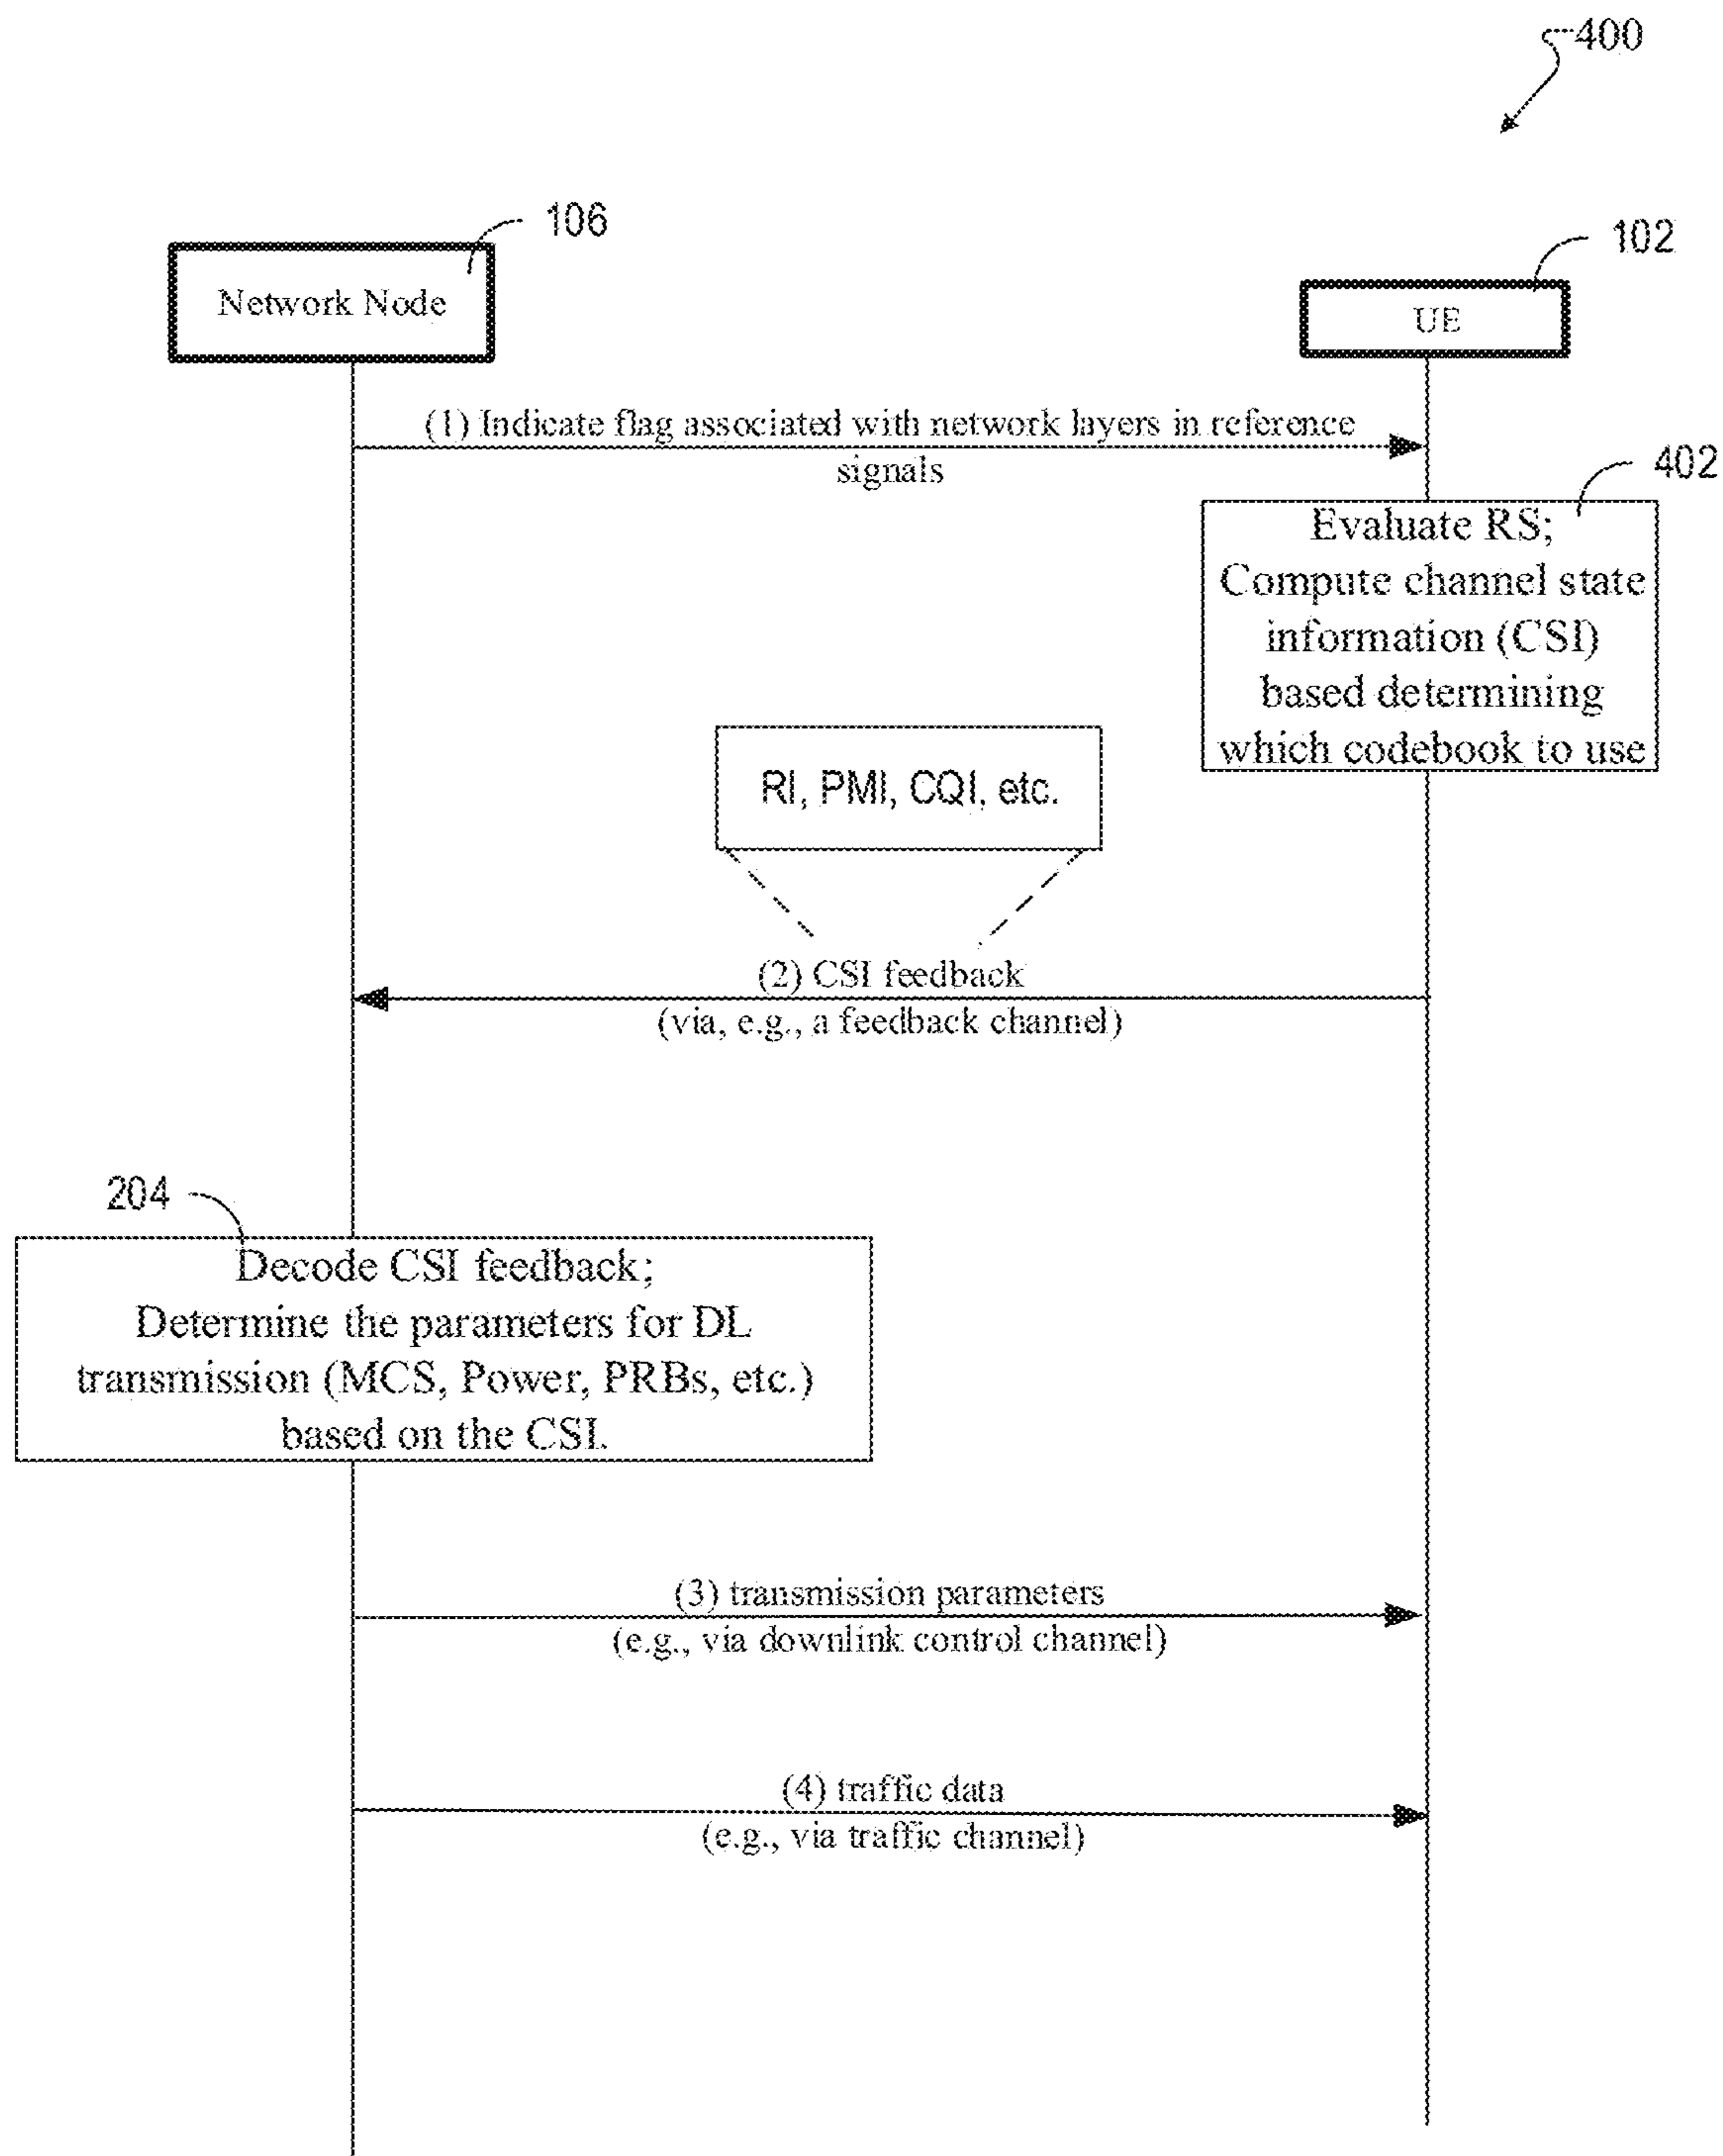 400
106
Network Node
102
UE
(1) Indicate flag associated with network layers in reference
signals
402
Evaluate RS;
Compute channel state
information (CSI)
based determining
which codebook to use
RI, PMI, CQI, etc.
(2) CSI feedback
(via, e.g., a feedback channel)
204
Decode CSI feedback;
Determine the parameters for DL
transmission (MCS, Power, PRBs, etc.)
based on the CSI.
(3) transmission parameters
(e.g., via downlink control channel)
(4) traffic data
(e.g., via traffic channel)